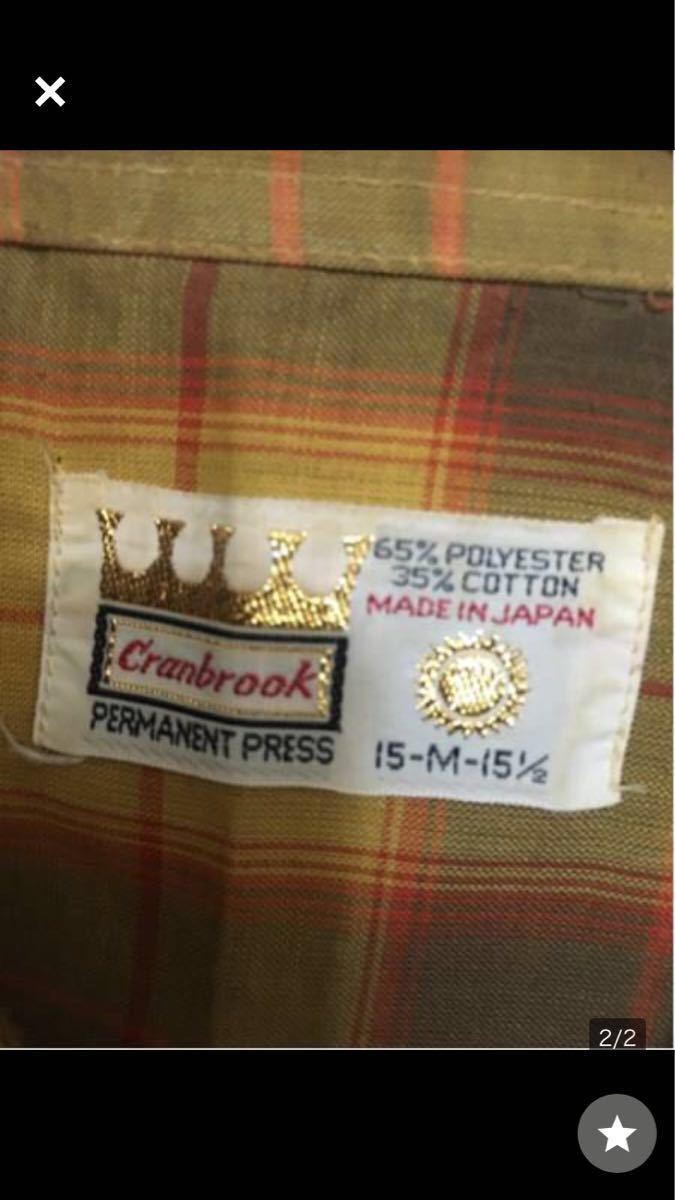 65% POLYESTER
35% COTTON
MADE IN JAPAN
Cranbrook
PERMANENT PRESS
15-M-15½
2/2